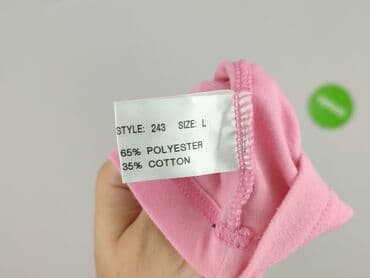 STYLE: 243 SIZE: L
65% POLYESTER
35% COTTON